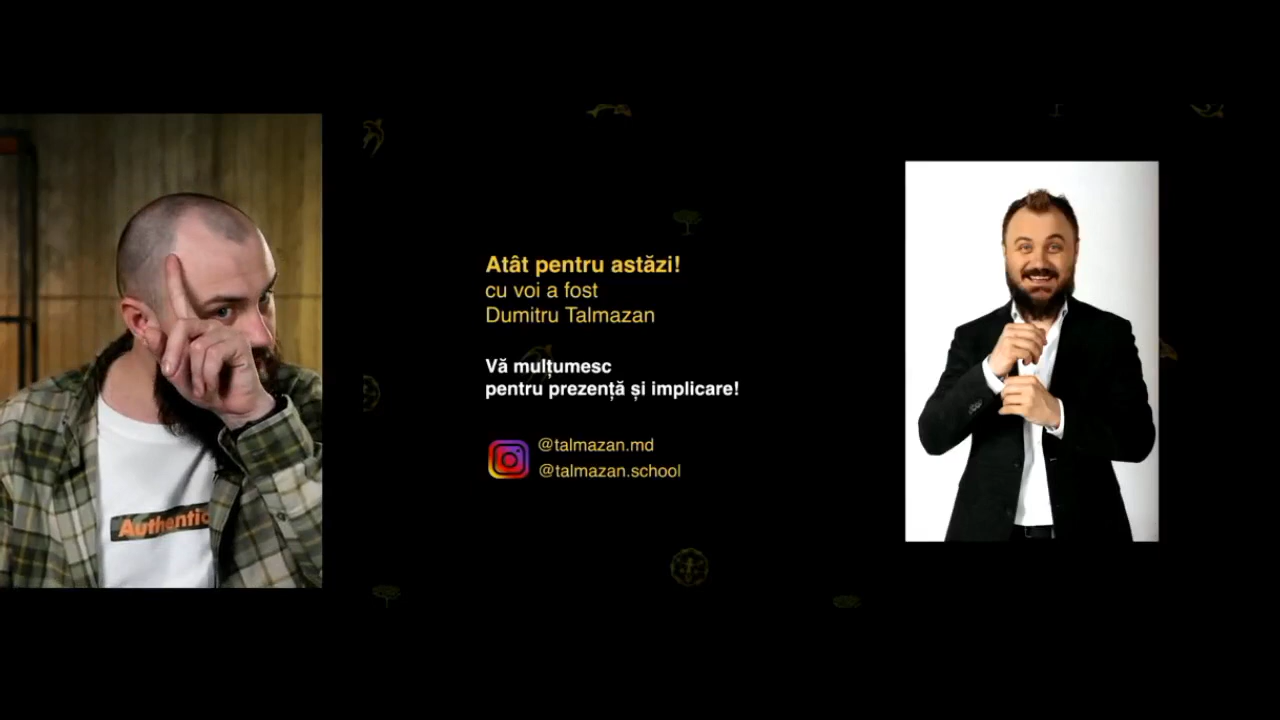 Authentic
Atât pentru astăzi!
cu voi a fost
Dumitru Talmazan
Vă mulțumesc
pentru prezență și implicare!
@talmazan.md
@talmazan.school